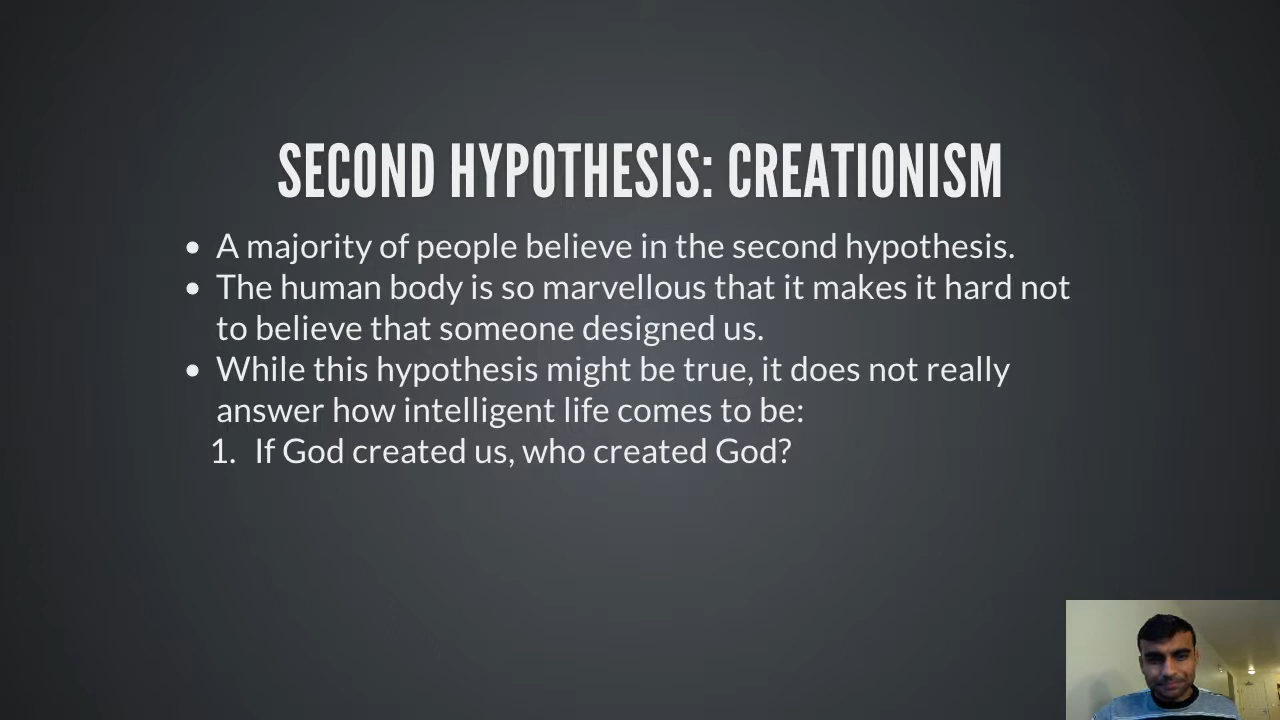 SECOND HYPOTHESIS: CREATIONISM
• A majority of people believe in the second hypothesis.
• The human body is so marvellous that it makes it hard not
to believe that someone designed us.
• While this hypothesis might be true, it does not really
answer how intelligent life comes to be:
1. If God created us, who created God?